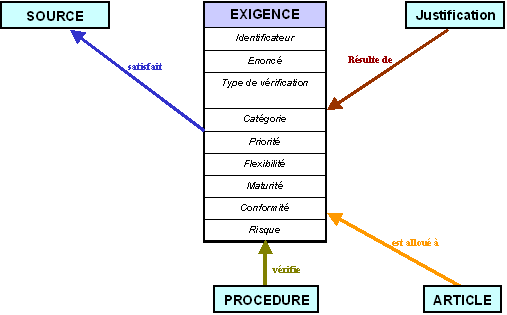 SOURCE
EXIGENCE
Justification
Identificateur
Enoncé
Type de vérification
Catégorie
Priorité
Flexibilité
Maturité
Conformité
Risque
satisfait
Résulte de
est alloué à
vérifie
PROCEDURE
ARTICLE